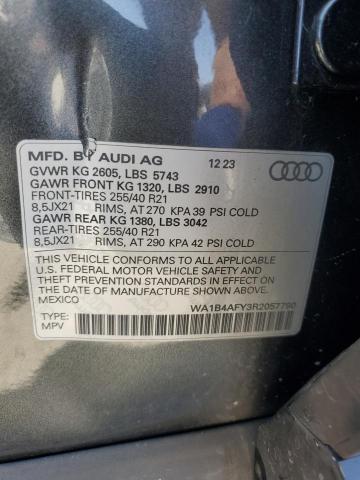 MFD. BY AUDI AG 12 23
GVWR KG 2605, LBS 5743
GAWR FRONT KG 1320, LBS 2910
FRONT-TIRES 255/40 R21
8,5JX21 RIMS, AT 270 KPA 39 PSI COLD
GAWR REAR KG 1380, LBS 3042
REAR-TIRES 255/40 R21
8,5JX21 RIMS, AT 290 KPA 42 PSI COLD
THIS VEHICLE CONFORMS TO ALL APPLICABLE
U.S. FEDERAL MOTOR VEHICLE SAFETY AND
THEFT PREVENTION STANDARDS IN EFFECT ON
THE DATE OF MANUFACTURE SHOWN ABOVE.
MEXICO
WA1B4AFY3R2057790
TYPE:
MPV